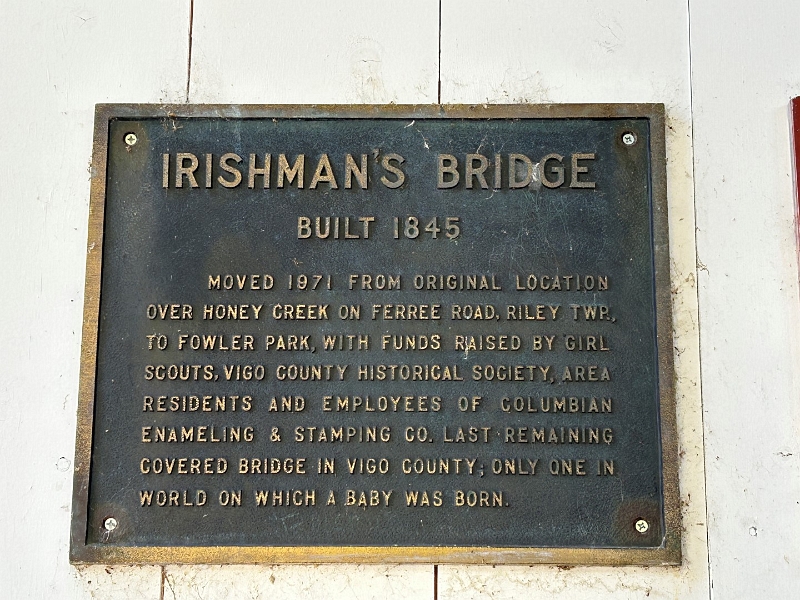 IRISHMAN'S BRIDGE
BUILT 1845
MOVED 1971 FROM ORIGINAL LOCATION
OVER HONEY CREEK ON FERREE ROAD, RILEY TWP.,
TO FOWLER PARK, WITH FUNDS RAISED BY GIRL
SCOUTS, VIGO COUNTY HISTORICAL SOCIETY, AREA
RESIDENTS AND EMPLOYEES OF COLUMBIAN
ENAMELING & STAMPING CO. LAST REMAINING
COVERED BRIDGE IN VIGO COUNTY; ONLY ONE IN
WORLD ON WHICH A BABY WAS BORN.